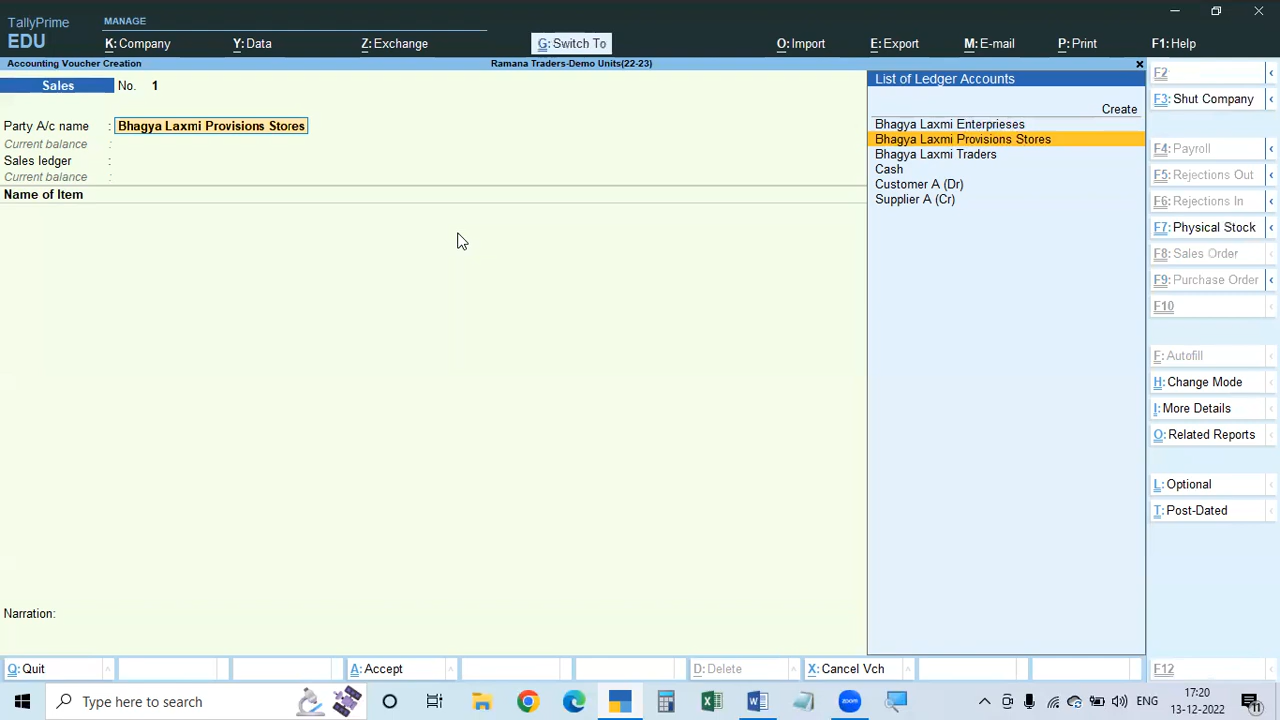 TallyPrime
EDU
MANAGE
K: Company
Y: Data
Z: Exchange
G: Switch To
O: Import
E: Export
M: E-mail
P: Print
F1: Help
Accounting Voucher Creation
Ramana Traders-Demo Units(22-23)
Sales No. 1
Party A/c name : Bhagya Laxmi Provisions Stores
Current balance :
Sales ledger :
Current balance :
Name of Item
Narration:
List of Ledger Accounts
Create
Bhagya Laxmi Enterprieses
Bhagya Laxmi Provisions Stores
Bhagya Laxmi Traders
Cash
Customer A (Dr)
Supplier A (Cr)
F2
F3: Shut Company
F4: Payroll
F5: Rejections Out
F6: Rejections In
F7: Physical Stock
F8: Sales Order
F9: Purchase Order
F10
F: Autofill
H: Change Mode
I: More Details
O: Related Reports
L: Optional
T: Post-Dated
Q: Quit
A: Accept
D: Delete
X: Cancel Vch
F12
Type here to search
zoom
ENG
17:20
13-12-2022
11